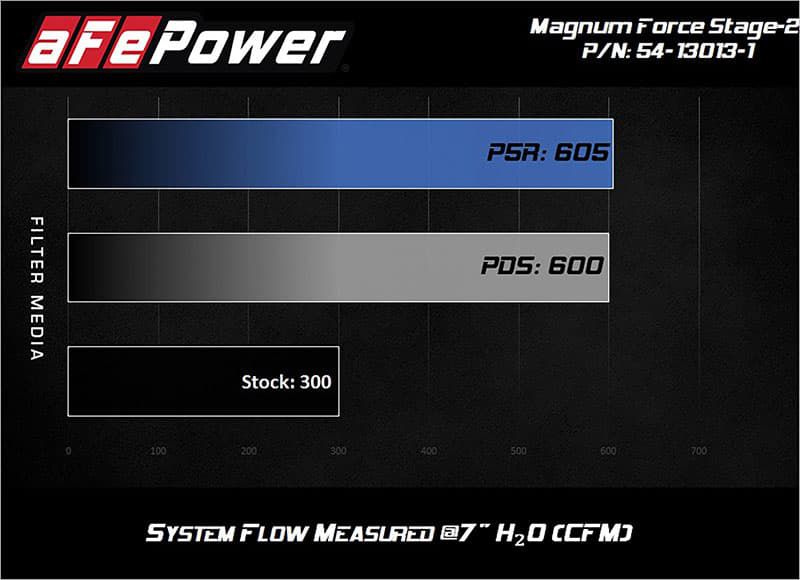 aFe Power®
Magnum Force Stage-2
P/N: 54-13013-1
FILTER MEDIA
P5R: 605
PDS: 600
Stock: 300
0 100 200 300 400 500 600 700
System Flow Measured @7" H₂O (CFM)